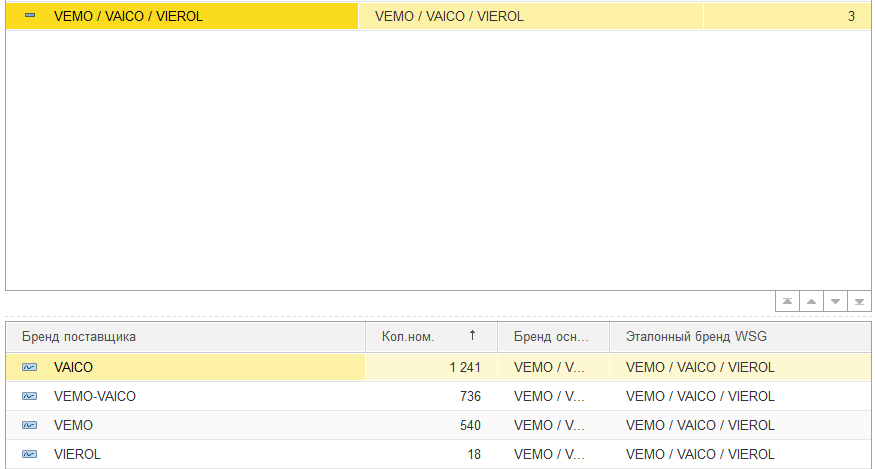 VEMO / VAICO / VIEROL VEMO / VAICO / VIEROL 3
Бренд поставщика Кол.ном. ↑ Бренд осн... Эталонный бренд WSG
VAICO 1 241 VEMO / V... VEMO / VAICO / VIEROL
VEMO-VAICO 736 VEMO / V... VEMO / VAICO / VIEROL
VEMO 540 VEMO / V... VEMO / VAICO / VIEROL
VIEROL 18 VEMO / V... VEMO / VAICO / VIEROL